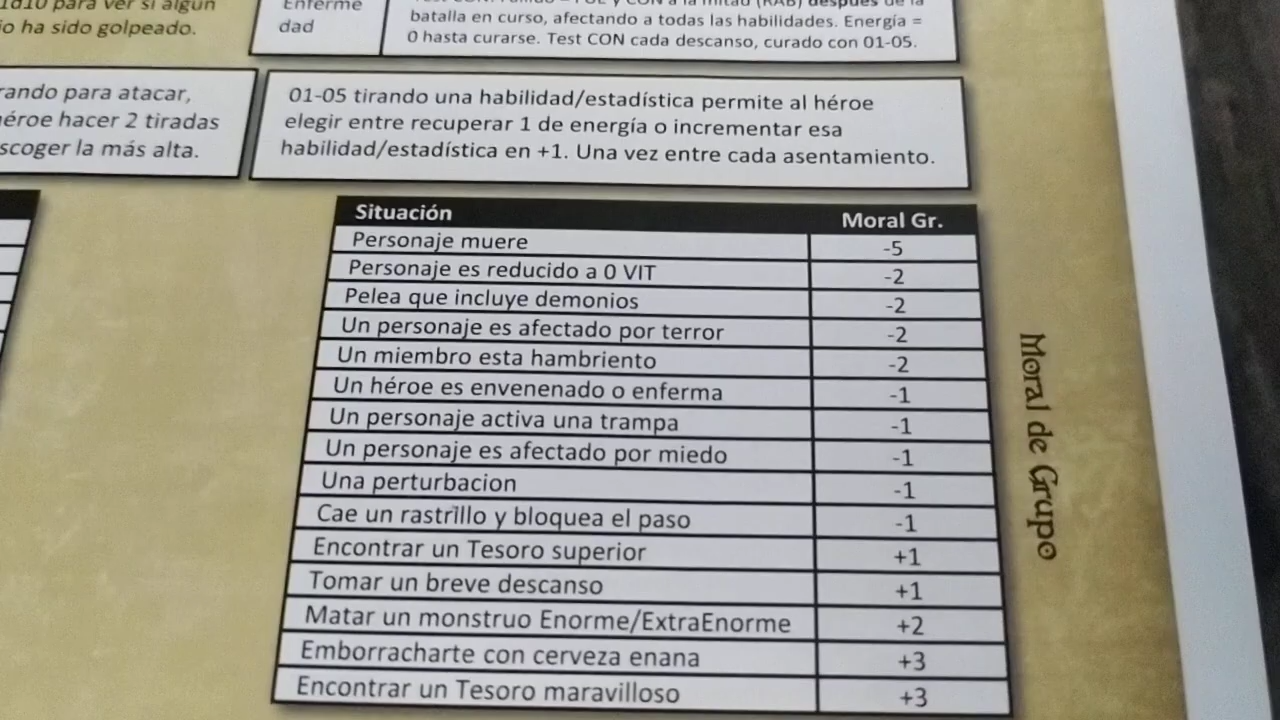 1d10 para ver si algún
io ha sido golpeado.
Enferme
dad
después de la
batalla en curso, afectando a todas las habilidades. Energía =
0 hasta curarse. Test CON cada descanso, curado con 01-05.
para atacar,
hacer 2 tiradas
la más alta.
01-05 tirando una habilidad/estadística permite al héroe
elegir entre recuperar 1 de energía o incrementar esa
habilidad/estadística en +1. Una vez entre cada asentamiento.
Situación Moral Gr.
Personaje muere -5
Personaje es reducido a 0 VIT -2
Pelea que incluye demonios -2
Un personaje es afectado por terror -2
Un miembro esta hambriento -2
Un héroe es envenenado o enferma -1
Un personaje activa una trampa -1
Un personaje es afectado por miedo -1
Una perturbacion -1
Cae un rastrillo y bloquea el paso -1
Encontrar un Tesoro superior +1
Tomar un breve descanso +1
Matar un monstruo Enorme/ExtraEnorme +2
Emborracharte con cerveza enana +3
Encontrar un Tesoro maravilloso +3
Moral de Grupo